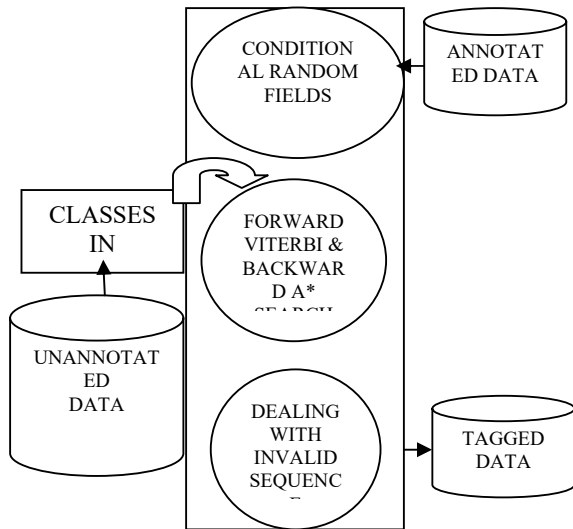 CONDITION
AL RANDOM
FIELDS
ANNOTAT
ED DATA
CLASSES
IN
FORWARD
VITERBI &
BACKWAR
D A*
SEARCH
UNANNOTAT
ED
DATA
DEALING
WITH
INVALID
SEQUENC
TAGGED
DATA